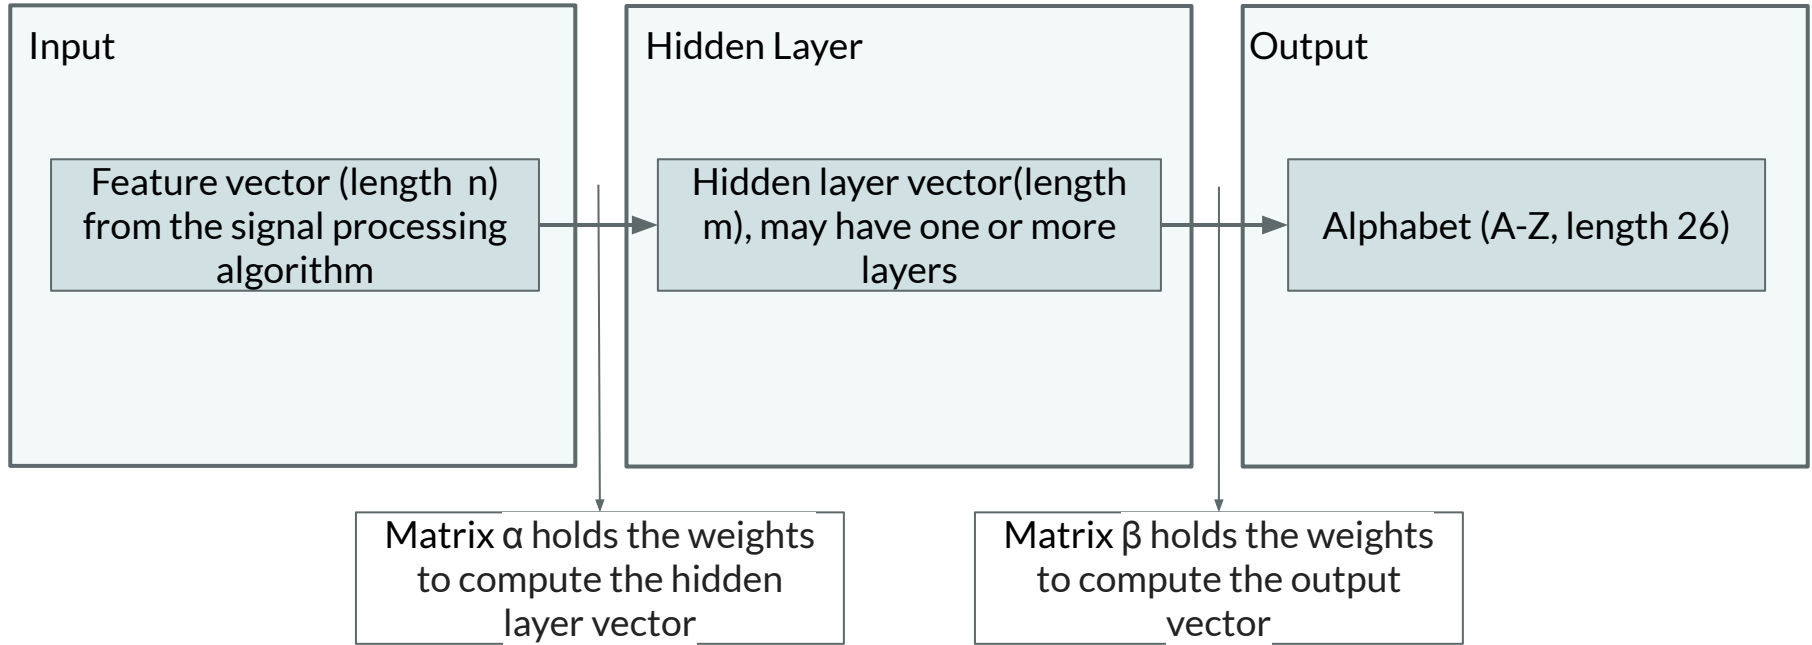 Input
Feature vector (length n)
from the signal processing
algorithm
Hidden Layer
Hidden layer vector(length
m), may have one or more
layers
Output
Alphabet (A-Z, length 26)
Matrix α holds the weights
to compute the hidden
layer vector
Matrix β holds the weights
to compute the output
vector